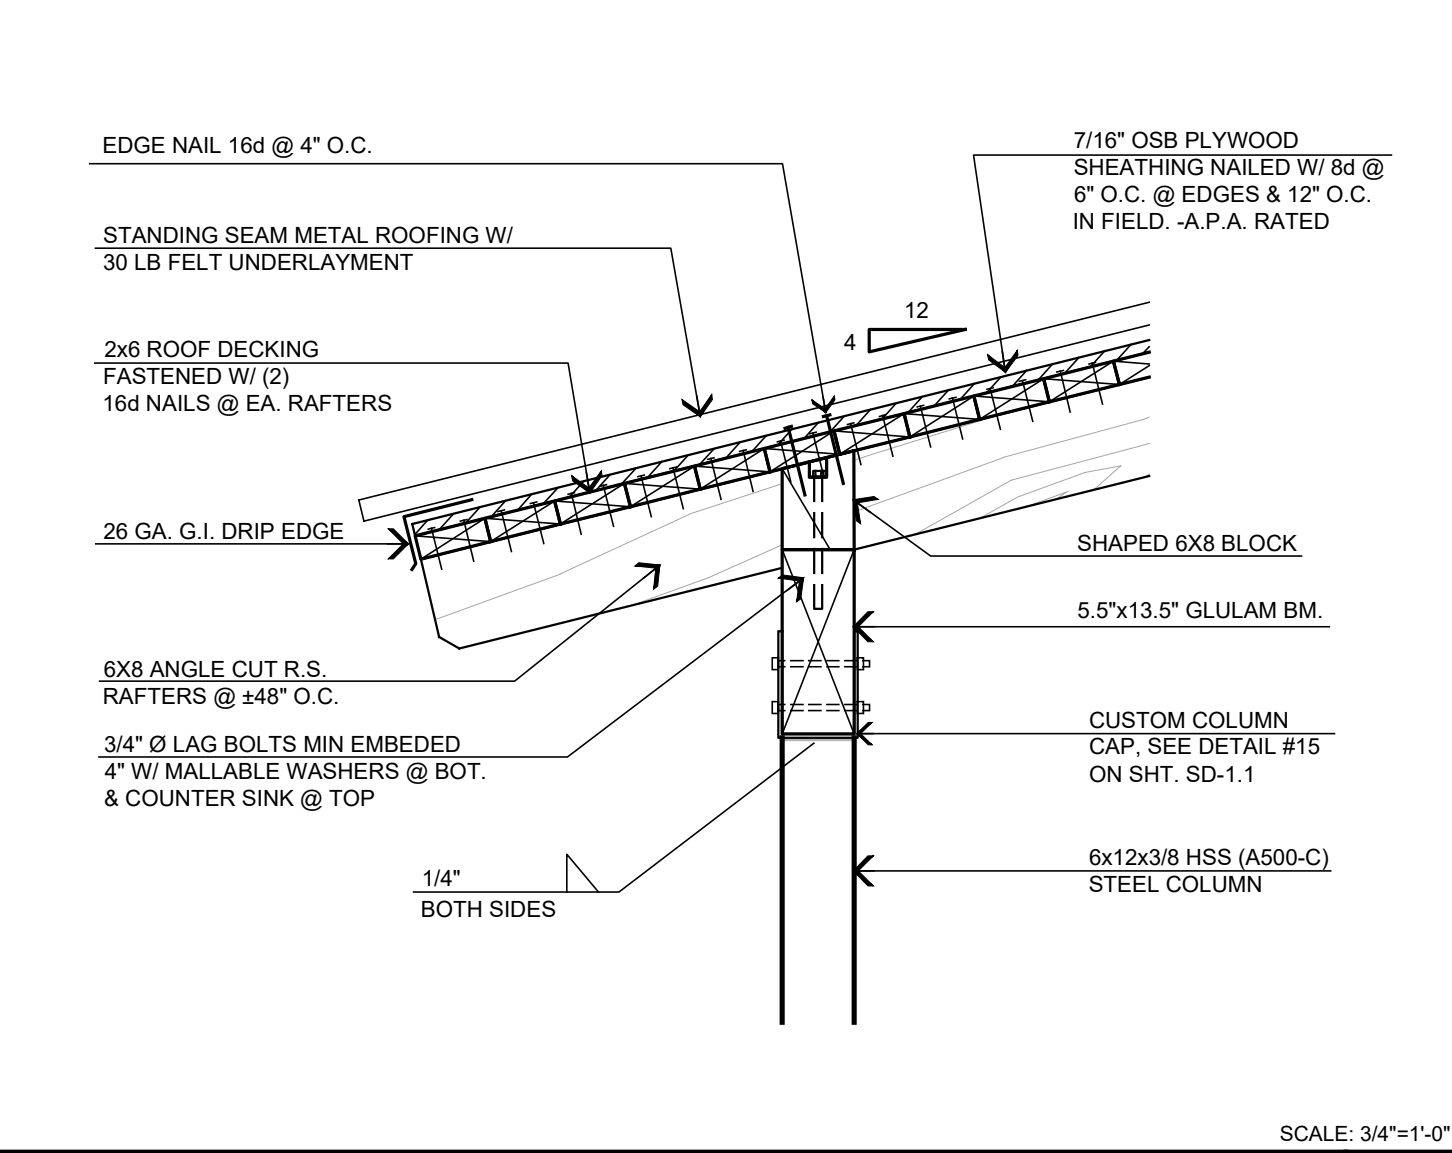 EDGE NAIL 16d @ 4" O.C.
STANDING SEAM METAL ROOFING W/
30 LB FELT UNDERLAYMENT
2x6 ROOF DECKING
FASTENED W/ (2)
16d NAILS @ EA. RAFTERS
26 GA. G.I. DRIP EDGE
6X8 ANGLE CUT R.S.
RAFTERS @ ±48" O.C.
3/4" Ø LAG BOLTS MIN EMBEDED
4" W/ MALLABLE WASHERS @ BOT.
& COUNTER SINK @ TOP
1/4"
BOTH SIDES
12
4
7/16" OSB PLYWOOD
SHEATHING NAILED W/ 8d @
6" O.C. @ EDGES & 12" O.C.
IN FIELD. -A.P.A. RATED
SHAPED 6X8 BLOCK
5.5"x13.5" GLULAM BM.
CUSTOM COLUMN
CAP, SEE DETAIL #15
ON SHT. SD-1.1
6x12x3/8 HSS (A500-C)
STEEL COLUMN
SCALE: 3/4"=1'-0"